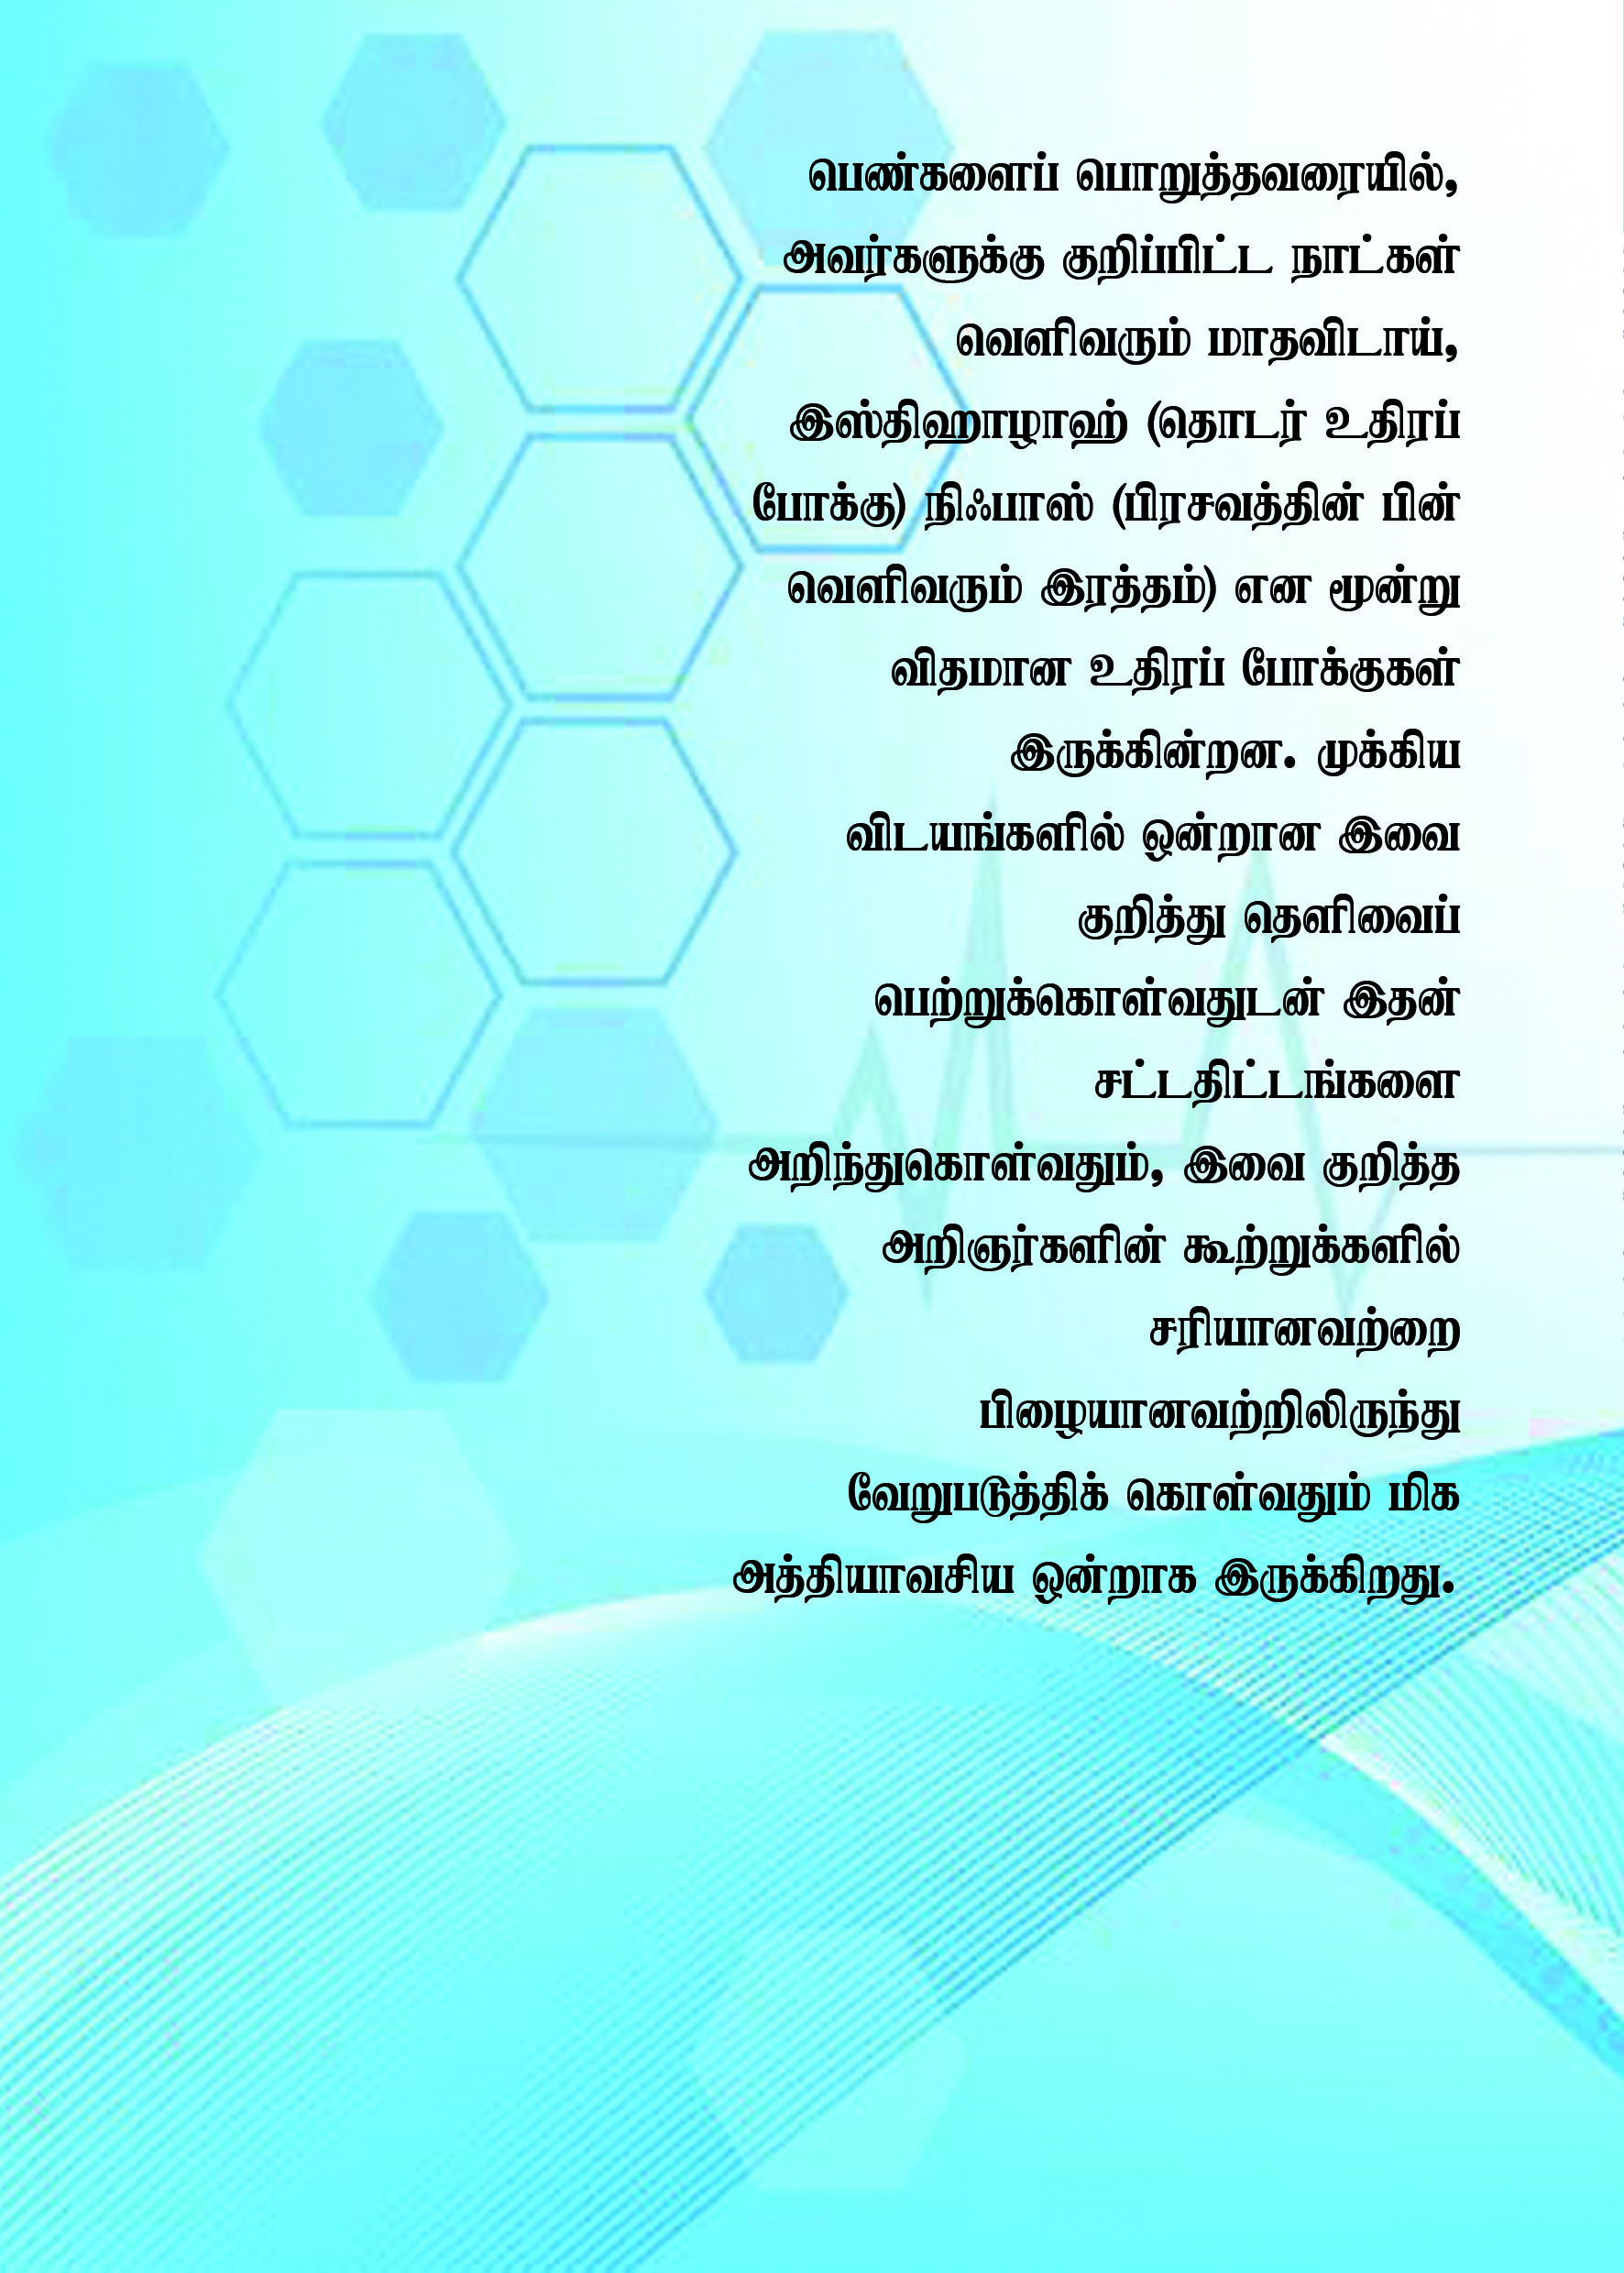 பெண்களைப் பொறுத்தவரையில்,
அவர்களுக்கு குறிப்பிட்ட நாட்கள்
வெளிவரும் மாதவிடாய்,
இஸ்திஹாழாஹ் (தொடர் உதிரப்
போக்கு) நிஃபாஸ் (பிரசவத்தின் பின்
வெளிவரும் இரத்தம்) என மூன்று
விதமான உதிரப் போக்குகள்
இருக்கின்றன. முக்கிய
விடயங்களில் ஒன்றான இவை
குறித்து தெளிவைப்
பெற்றுக்கொள்வதுடன் இதன்
சட்டதிட்டங்களை
அறிந்துகொள்வதும், இவை குறித்த
அறிஞர்களின் கூற்றுக்களில்
சரியானவற்றை
பிழையானவற்றிலிருந்து
வேறுபடுத்திக் கொள்வதும் மிக
அத்தியாவசிய ஒன்றாக இருக்கிறது.